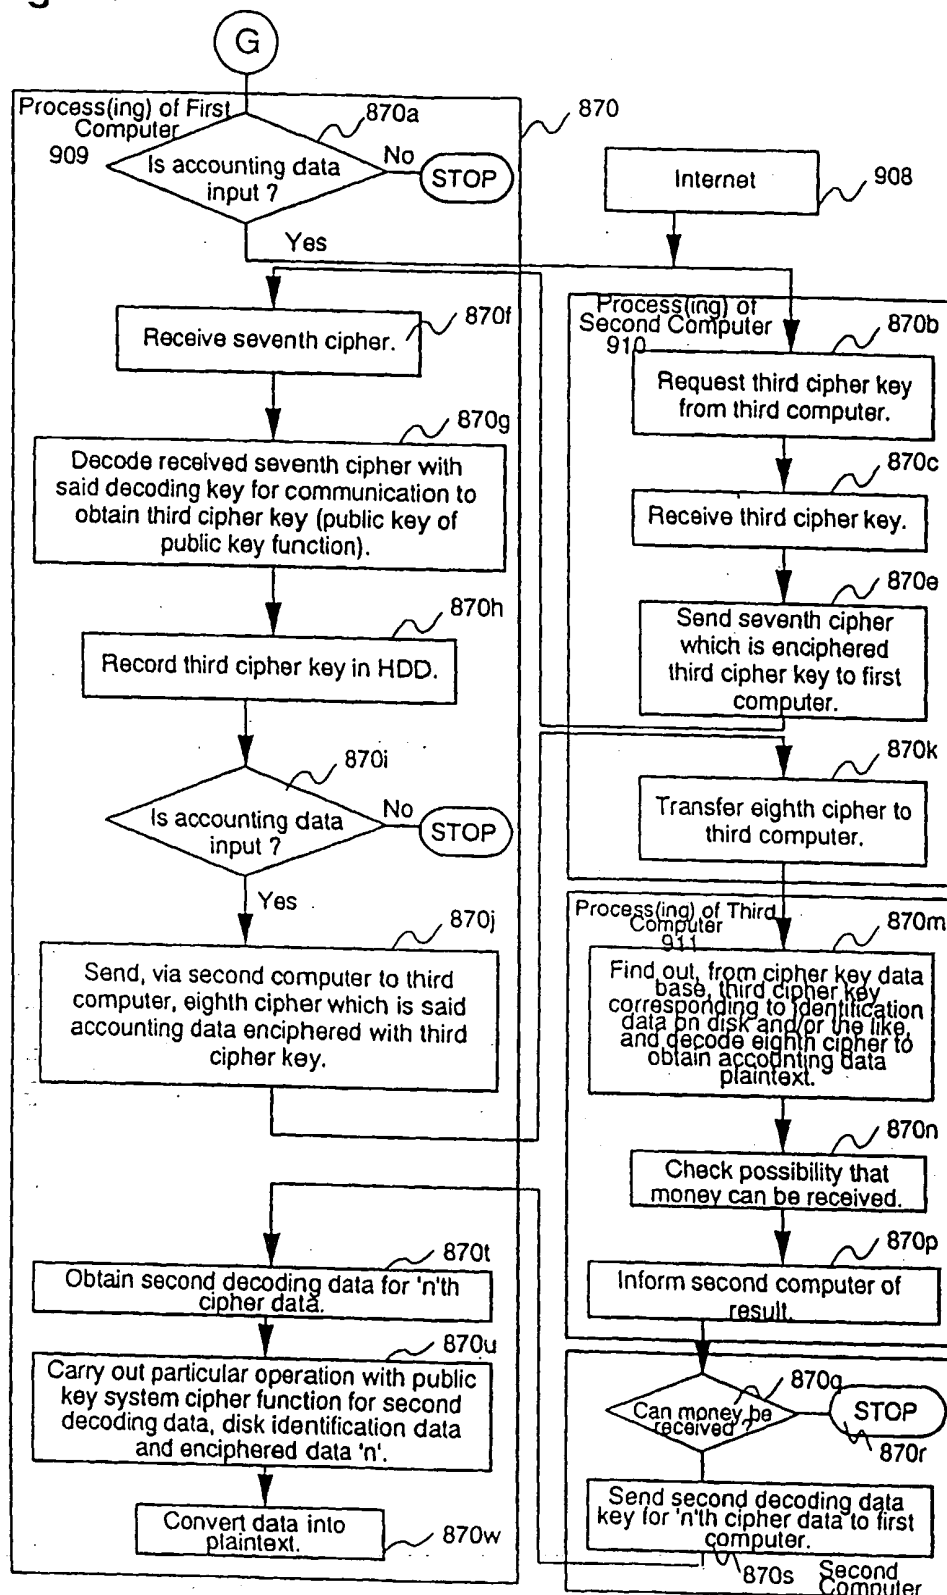 G
Process(ing) of First
Computer
909
870a
870
Is accounting data
input ?
No
STOP
Yes
Internet
908
Receive seventh cipher.
870f
Process(ing) of
Second Computer
910
870b
Request third cipher key
from third computer.
870g
Decode received seventh cipher with
said decoding key for communication to
obtain third cipher key (public key of
public key function).
870c
Receive third cipher key.
870h
Record third cipher key in HDD.
870e
Send seventh cipher
which is enciphered
third cipher key to first
computer.
870i
Is accounting data
input ?
No
STOP
Yes
870k
Transfer eighth cipher to
third computer.
870j
Send, via second computer to third
computer, eighth cipher which is said
accounting data enciphered with third
cipher key.
Process(ing) of Third
Computer
911
870m
Find out, from cipher key data
base, third cipher key
corresponding to identification
data on disk and/or the like,
and decode eighth cipher to
obtain accounting data
plaintext.
870n
Check possibility that
money can be received.
870p
Inform second computer of
result.
870t
Obtain second decoding data for 'n'th
cipher data.
870u
Carry out particular operation with public
key system cipher function for second
decoding data, disk identification data
and enciphered data 'n'.
870q
Can money be
received ?
STOP
870r
Convert data into
plaintext.
870w
Send second decoding data
key for 'n'th cipher data to first
computer.
870s
Second
Computer